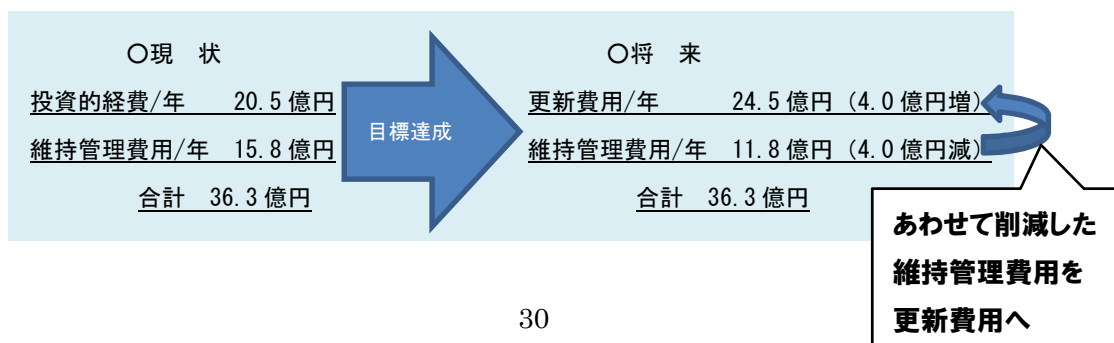 〇現　状
投資的経費/年　20.5億円
維持管理費用/年　15.8億円
合計　36.3億円
目標達成
〇将　来
更新費用/年　24.5億円（4.0億円増）
維持管理費用/年　11.8億円（4.0億円減）
合計　36.3億円
あわせて削減した
維持管理費用を
更新費用へ
30